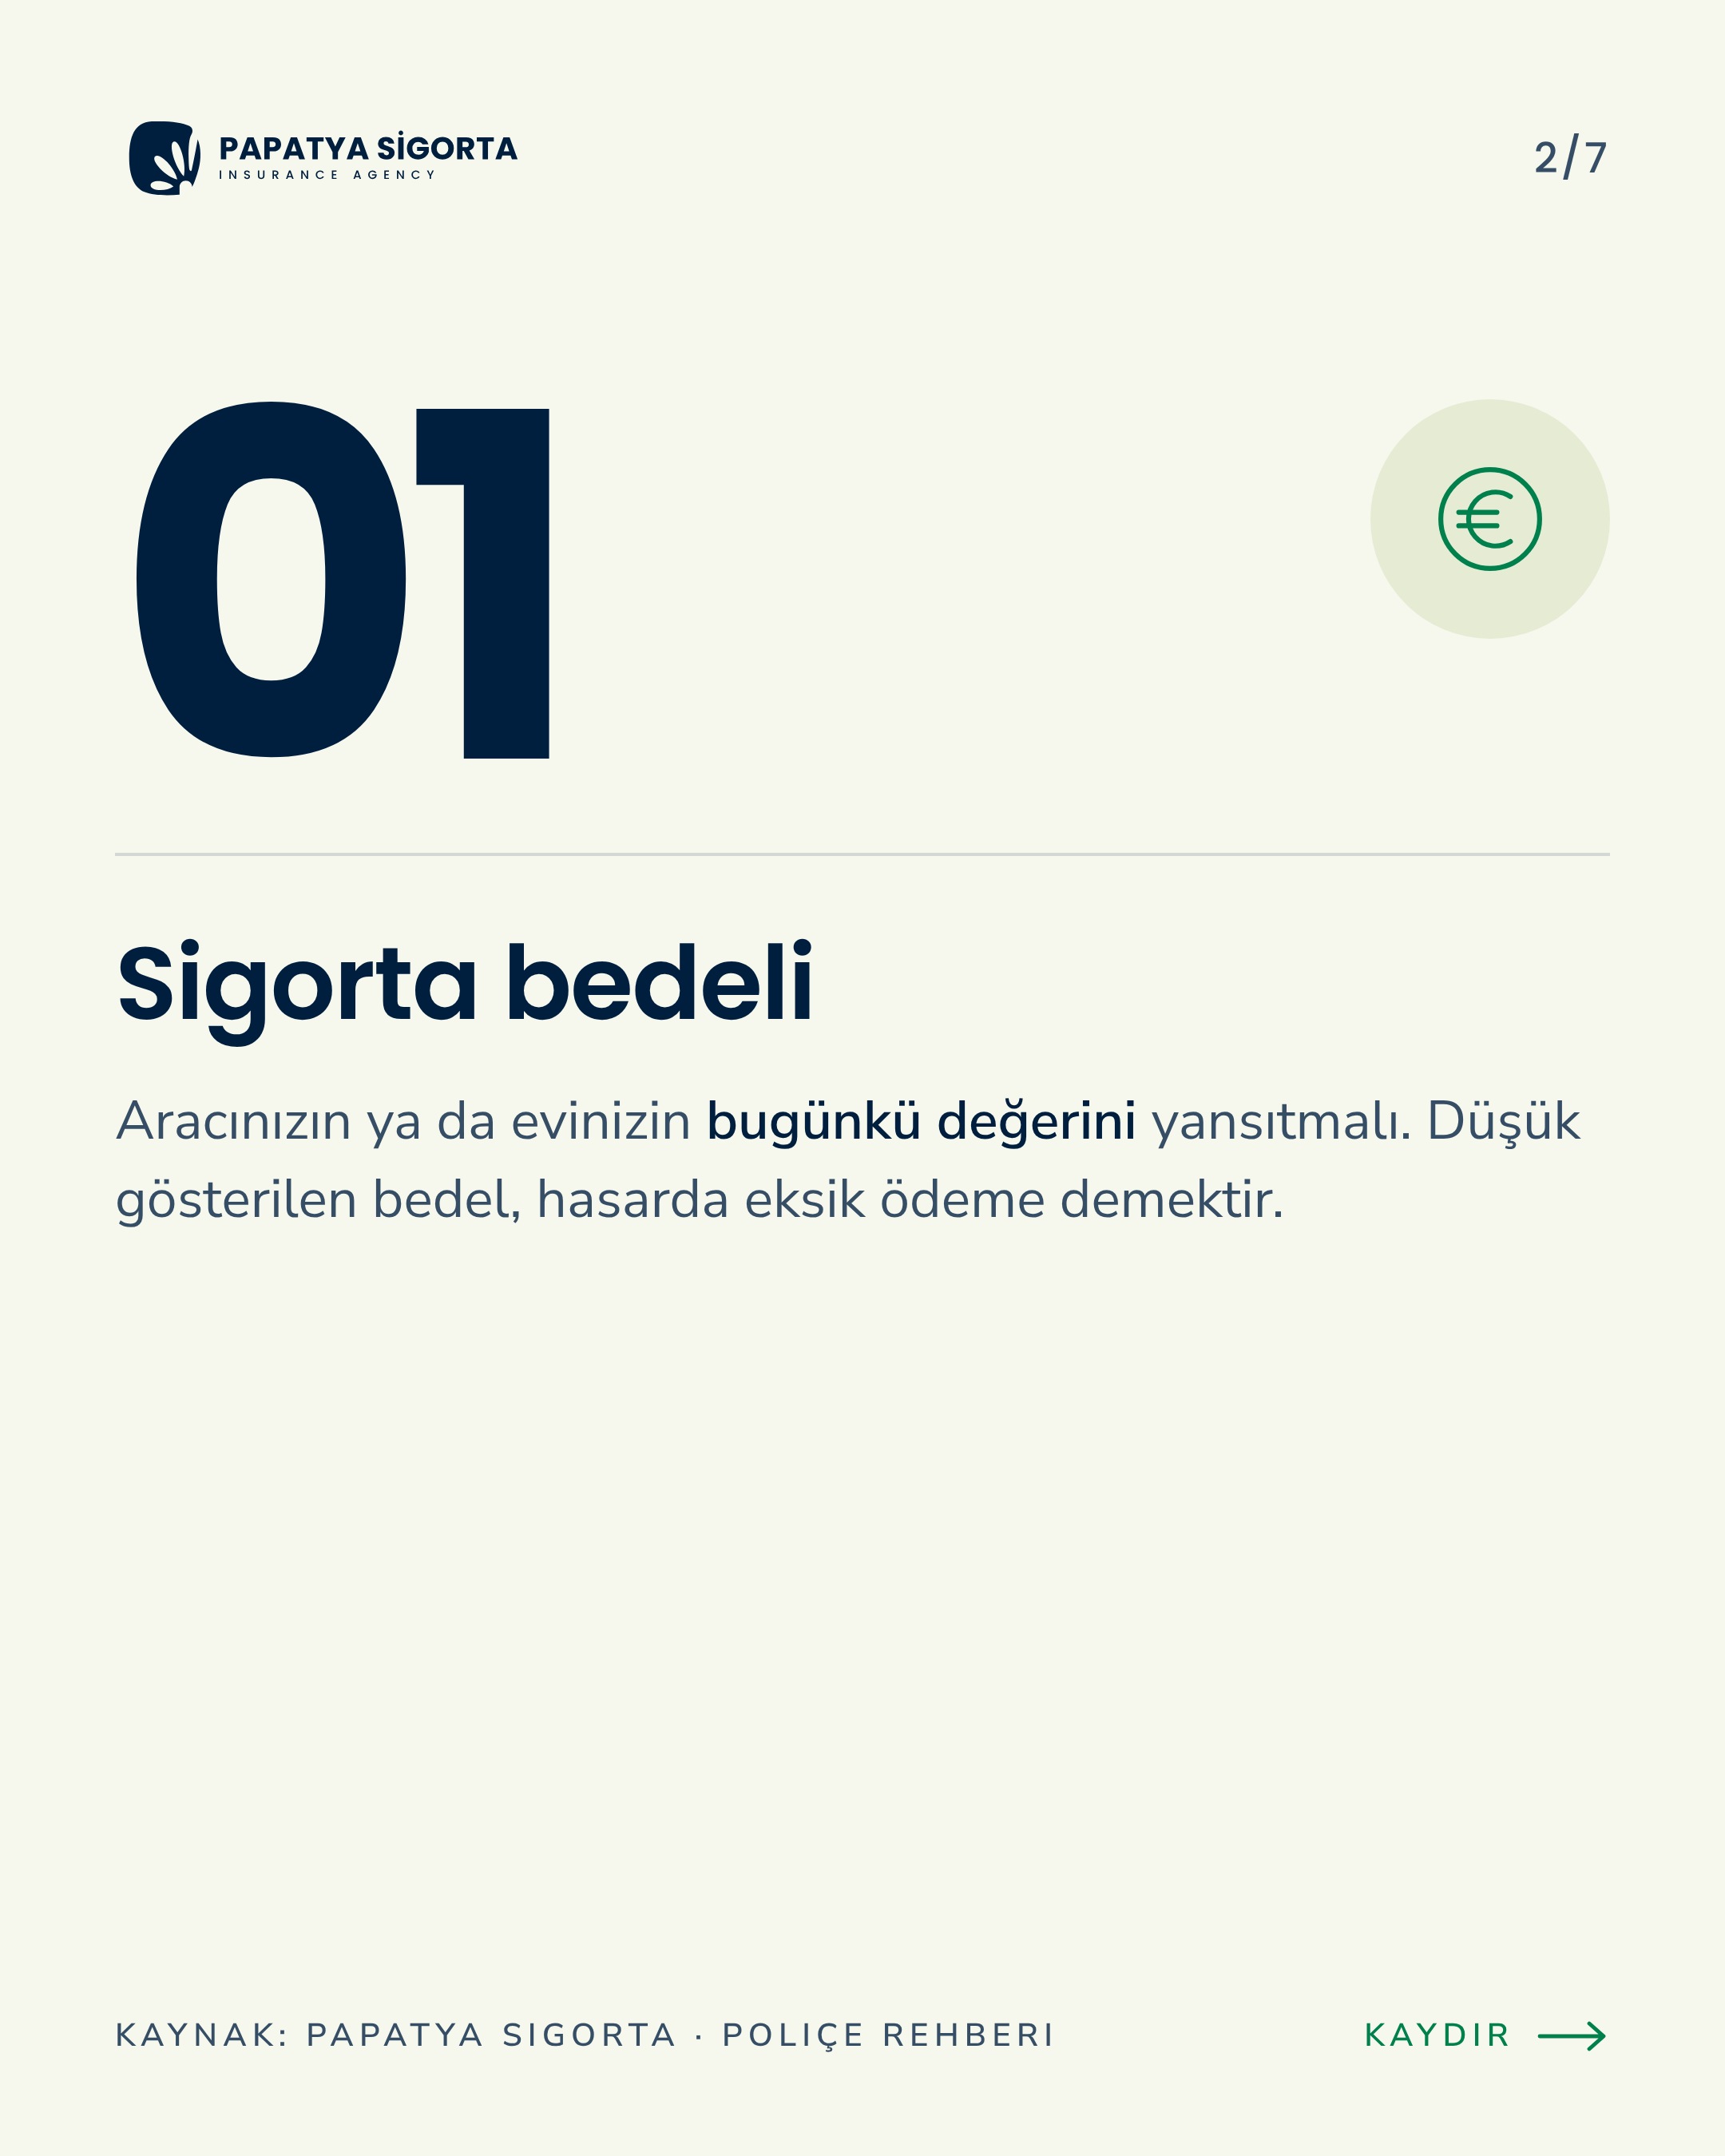 PAPATYA SİGORTA
INSURANCE AGENCY
2/7
01
€
Sigorta bedeli
Aracınızın ya da evinizin bugünkü değerini yansıtmalı. Düşük
gösterilen bedel, hasarda eksik ödeme demektir.
KAYNAK: PAPATYA SIGORTA · POLIÇE REHBERI
KAYDIR →